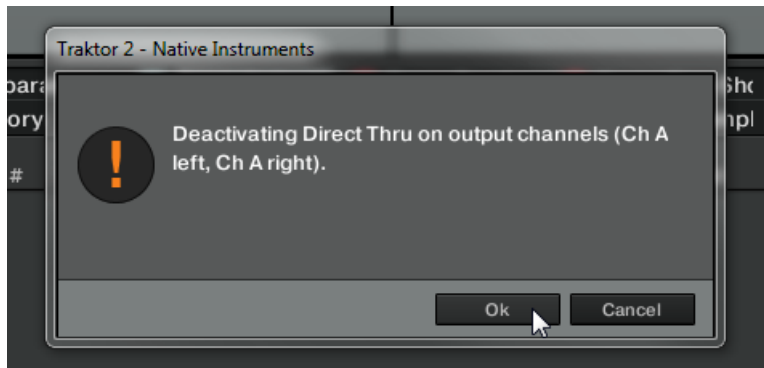 Traktor 2 - Native Instruments
Deactivating Direct Thru on output channels (Ch A
left, Ch A right).
#
Ok
Cancel